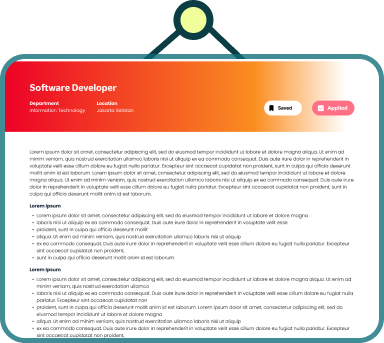 Software Developer
Department Location
Information Technology Jakarta Selatan
Saved Applied
Lorem ipsum dolor sit amet, consectetur adipiscing elit, sed do eiusmod tempor incididunt ut labore et dolore magna aliqua. Ut enim ad
minim veniam, quis nostrud exercitation ullamco laboris nisi ut aliquip ex ea commodo consequat. Duis aute irure dolor in reprehenderit in
voluptate velit esse cillum dolore eu fugiat nulla pariatur. Excepteur sint occaecat cupidatat non proident, sunt in culpa qui officia deserunt
mollit anim id est laborum. Lorem ipsum dolor sit amet, consectetur adipiscing elit, sed do eiusmod tempor incididunt ut labore et dolore
magna aliqua. Ut enim ad minim veniam, quis nostrud exercitation ullamco laboris nisi ut aliquip ex ea commodo consequat. Duis aute irure
dolor in reprehenderit in voluptate velit esse cillum dolore eu fugiat nulla pariatur. Excepteur sint occaecat cupidatat non proident, sunt in
culpa qui officia deserunt mollit anim id est laborum.
Lorem Ipsum
Lorem ipsum dolor sit amet, consectetur adipiscing elit, sed do eiusmod tempor incididunt ut labore et dolore magna
laboris nisi ut aliquip ex ea commodo consequat. Duis aute irure dolor in reprehenderit in voluptate velit esse
proident, sunt in culpa qui officia deserunt mollit
aliqua. Ut enim ad minim veniam, quis nostrud exercitation ullamco laboris nisi ut aliquip
ex ea commodo consequat. Duis aute irure dolor in reprehenderit in voluptate velit esse cillum dolore eu fugiat nulla pariatur. Excepteur
sint occaecat cupidatat non proident,
sunt in culpa qui officia deserunt mollit anim id est laborum.
Lorem Ipsum
Lorem ipsum dolor sit amet, consectetur adipiscing elit, sed do eiusmod tempor incididunt ut labore et dolore magna aliqua. Ut enim ad
minim veniam, quis nostrud exercitation ullamco
laboris nisi ut aliquip ex ea commodo consequat. Duis aute irure dolor in reprehenderit in voluptate velit esse cillum dolore eu fugiat nulla
pariatur. Excepteur sint occaecat cupidatat non
proident, sunt in culpa qui officia deserunt mollit anim id est laborum. Lorem ipsum dolor sit amet, consectetur adipiscing elit, sed do
eiusmod tempor incididunt ut labore et dolore magna
aliqua. Ut enim ad minim veniam, quis nostrud exercitation ullamco laboris nisi ut aliquip
ex ea commodo consequat. Duis aute irure dolor in reprehenderit in voluptate velit esse cillum dolore eu fugiat nulla pariatur. Excepteur
sint occaecat cupidatat non proident,